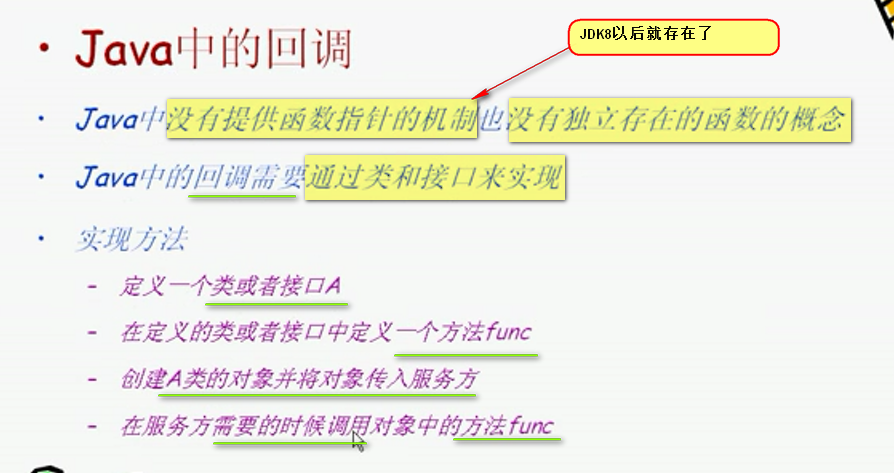 Java中的回调
JDK8以后就存在了
Java中没有提供函数指针的机制也没有独立存在的函数的概念
Java中的回调需要通过类和接口来实现
实现方法
- 定义一个类或者接口A
- 在定义的类或者接口中定义一个方法func
- 创建A类的对象并将对象传入服务方
- 在服务方需要的时候调用对象中的方法func